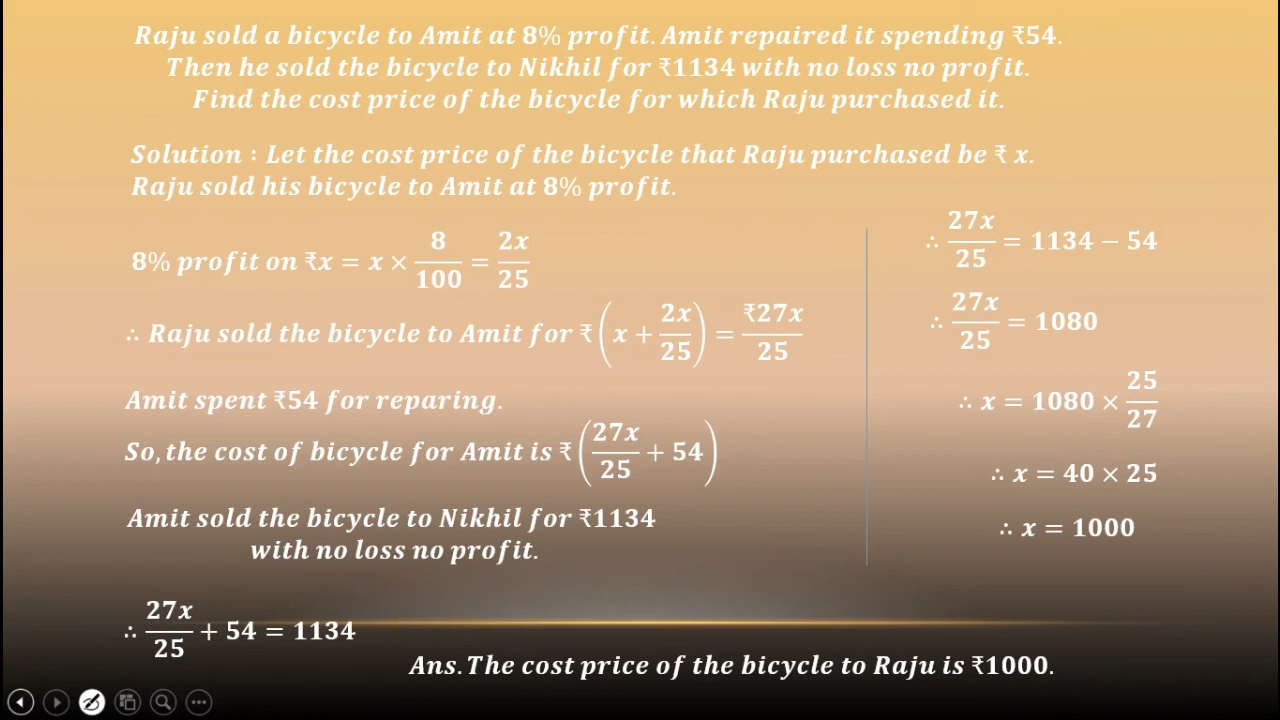 Raju sold a bicycle to Amit at 8% profit. Amit repaired it spending ₹54.
Then he sold the bicycle to Nikhil for ₹1134 with no loss no profit.
Find the cost price of the bicycle for which Raju purchased it.
Solution : Let the cost price of the bicycle that Raju purchased be ₹ x.
Raju sold his bicycle to Amit at 8% profit.
8% profit on ₹x = x × 8/100 = 2x/25
∴ Raju sold the bicycle to Amit for ₹ (x + 2x/25) = ₹27x/25
Amit spent ₹54 for reparing.
So, the cost of bicycle for Amit is ₹ (27x/25 + 54)
Amit sold the bicycle to Nikhil for ₹1134
with no loss no profit.
∴ 27x/25 + 54 = 1134
∴ 27x/25 = 1134 − 54
∴ 27x/25 = 1080
∴ x = 1080 × 25/27
∴ x = 40 × 25
∴ x = 1000
Ans. The cost price of the bicycle to Raju is ₹1000.